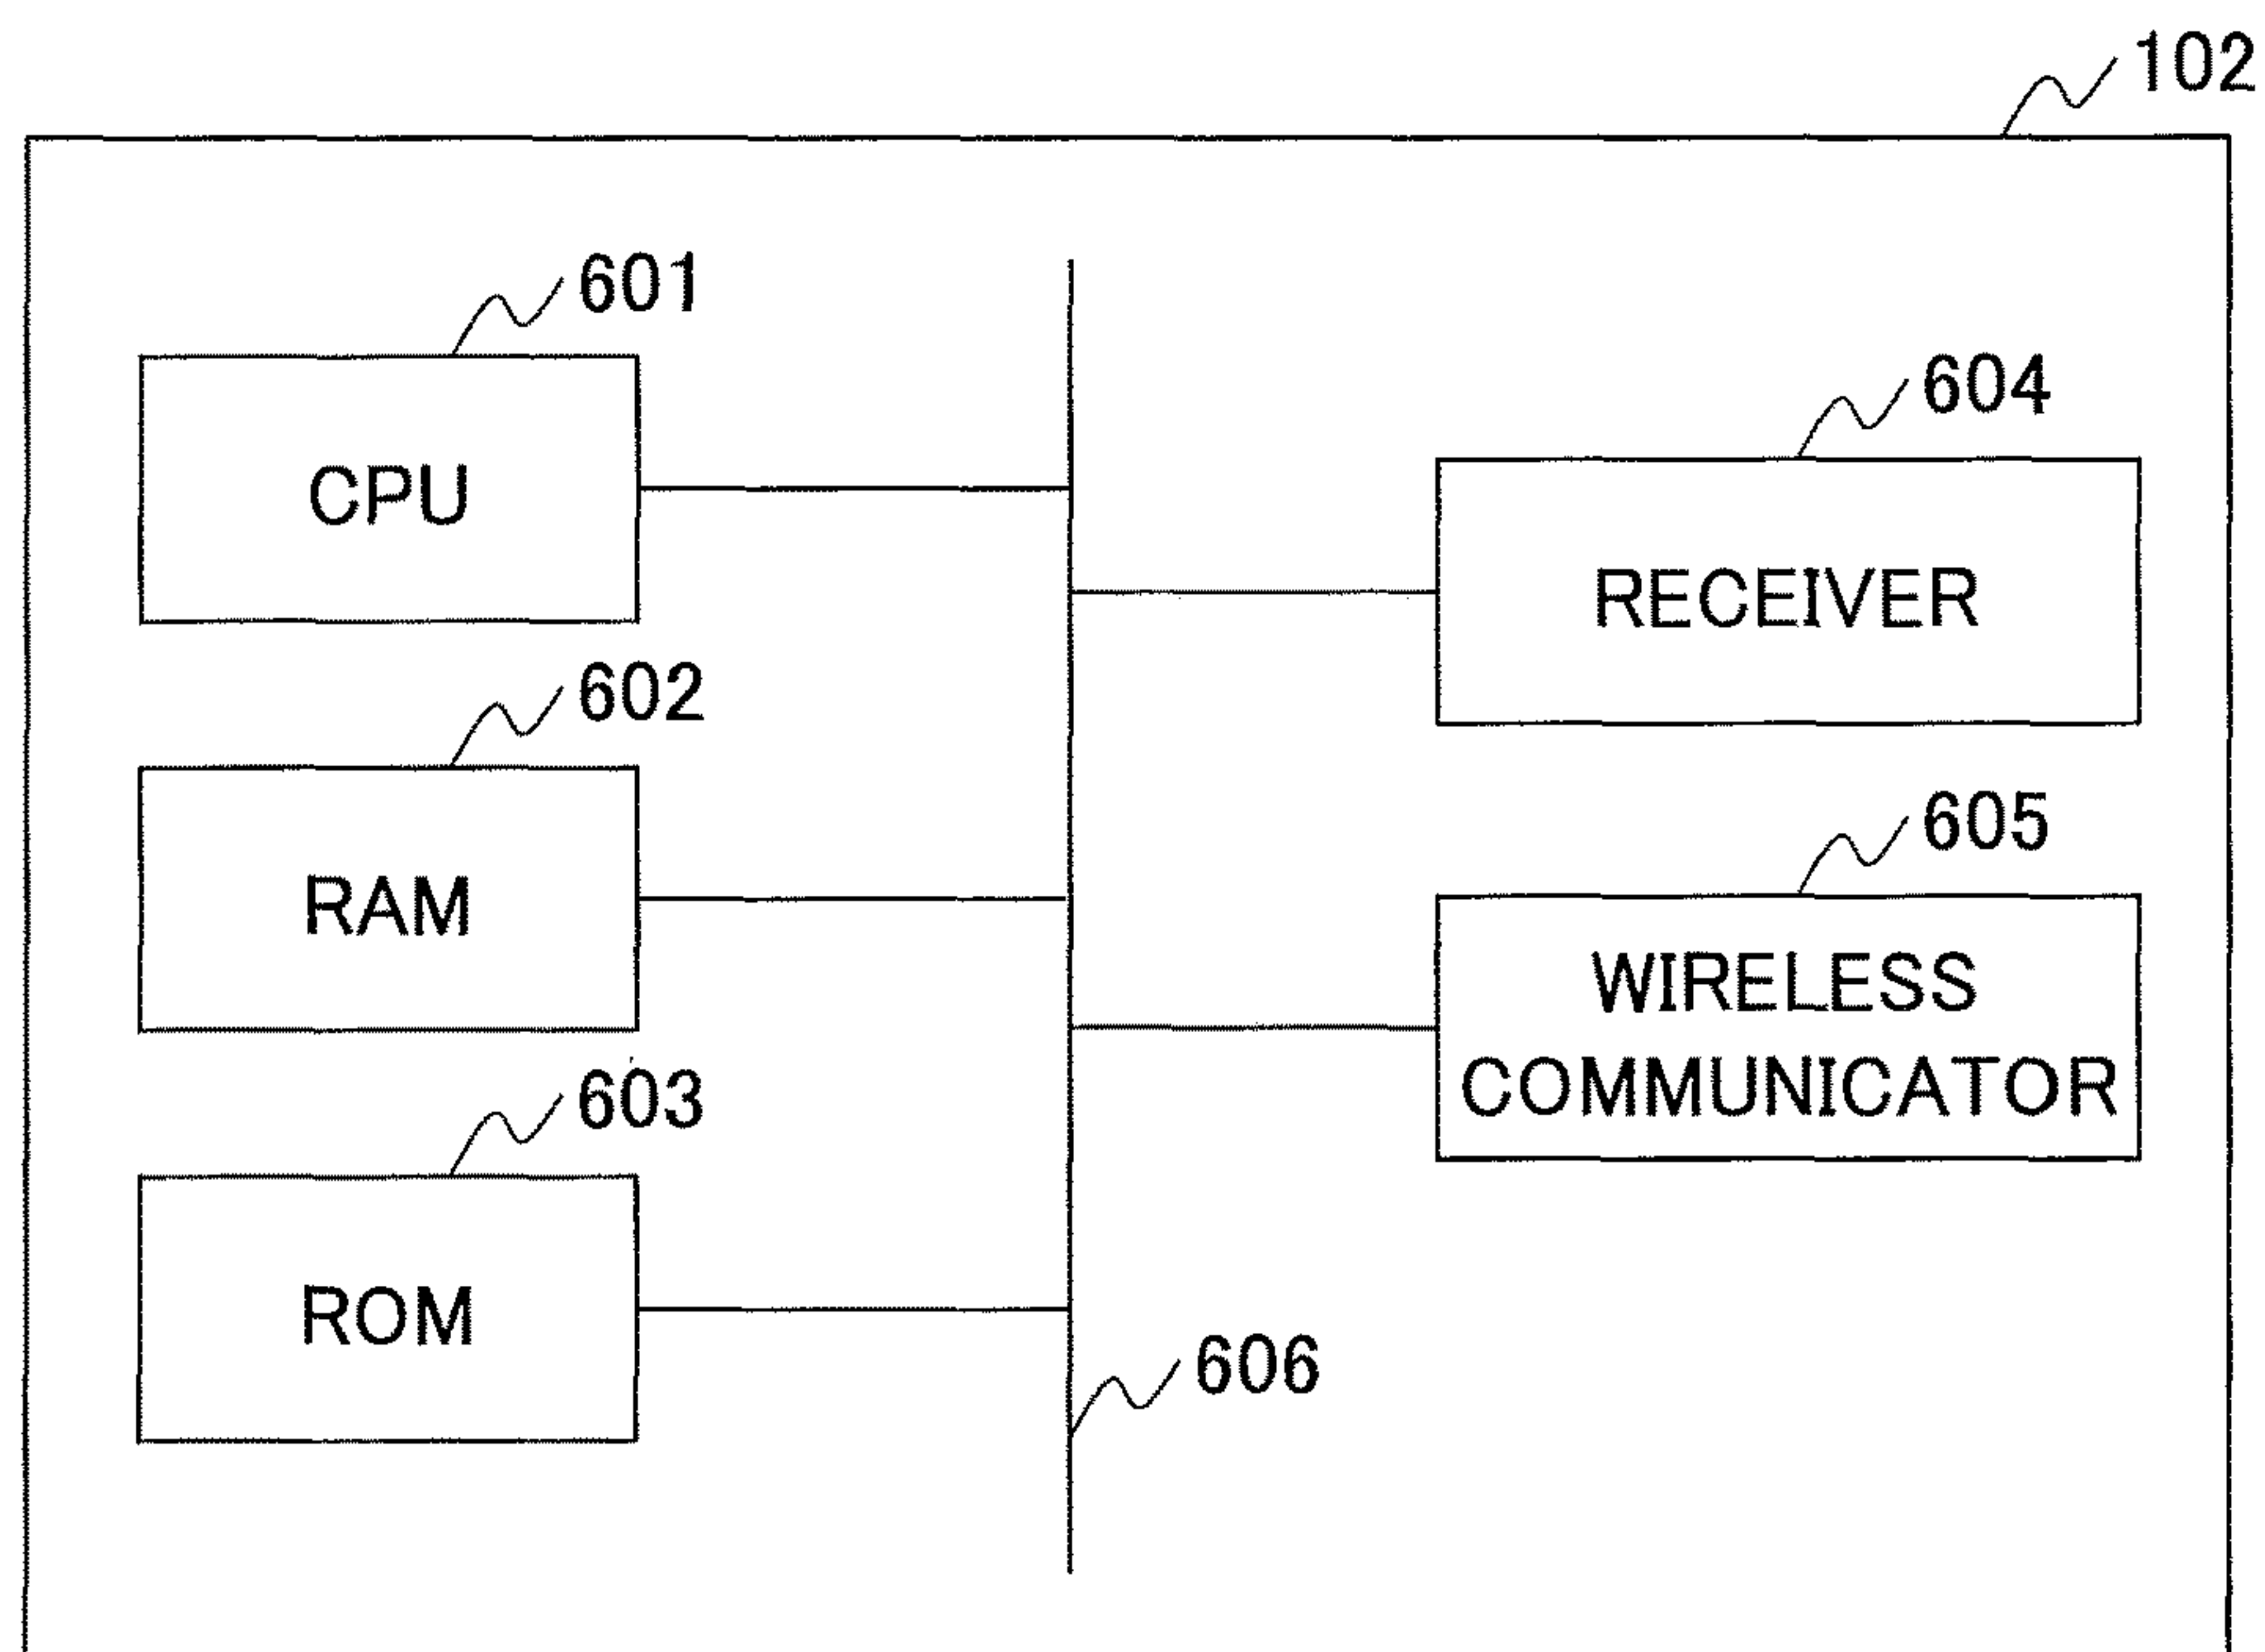 102
601
CPU
604
RECEIVER
602
RAM
605
WIRELESS
COMMUNICATOR
603
ROM
606